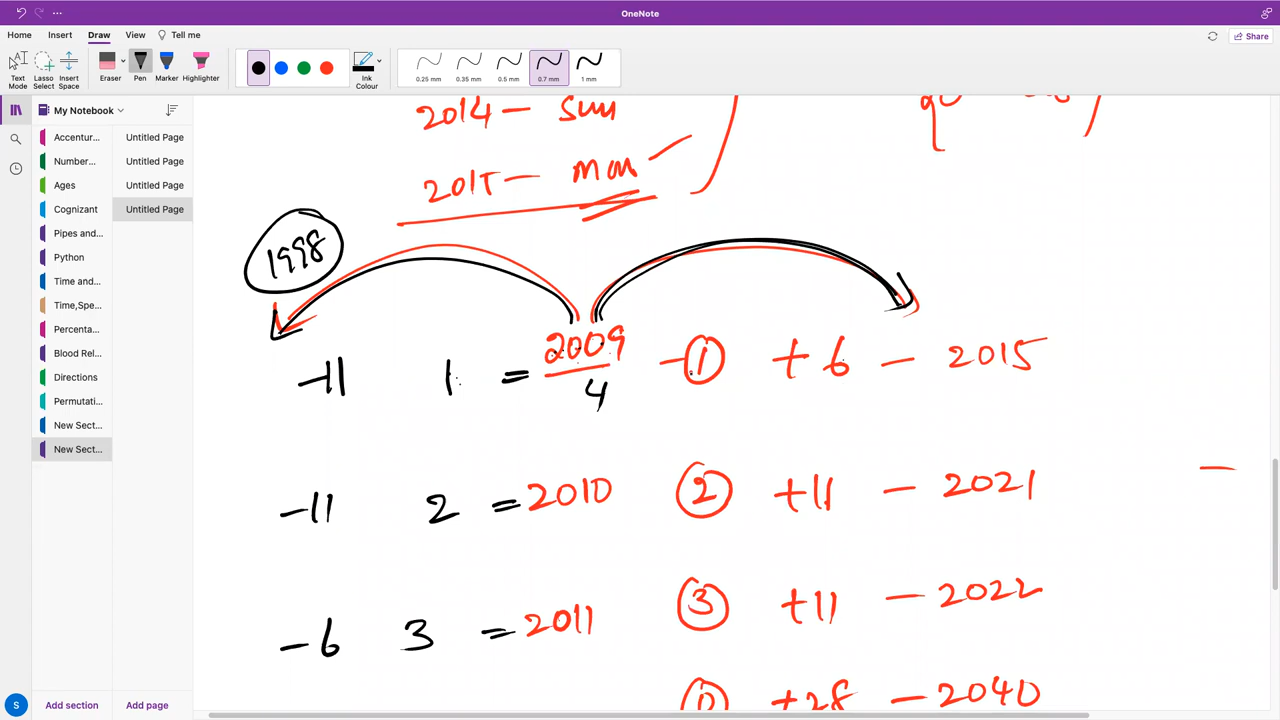 OneNote
Home Insert Draw View Tell me
Share
Text Mode
Lasso Select
Insert Space
Eraser
Pen
Marker
Highlighter
Ink Colour
0.25 mm 0.35 mm 0.5 mm 0.7 mm 1 mm
My Notebook
Accentur...
Number...
Ages
Cognizant
Pipes and...
Python
Time and...
Time,Spe...
Percenta...
Blood Rel...
Directions
Permutati...
New Sect...
New Sect...
Untitled Page
Untitled Page
Untitled Page
Untitled Page
Add section
Add page
S
2014 - Sun
2015 - Mon
1998
-11 1 = 2009 - 1 + 6 - 2015
4
-11 2 = 2010 2 +11 - 2021
-6 3 = 2011 3 +11 - 2022
0 +28 - 2040